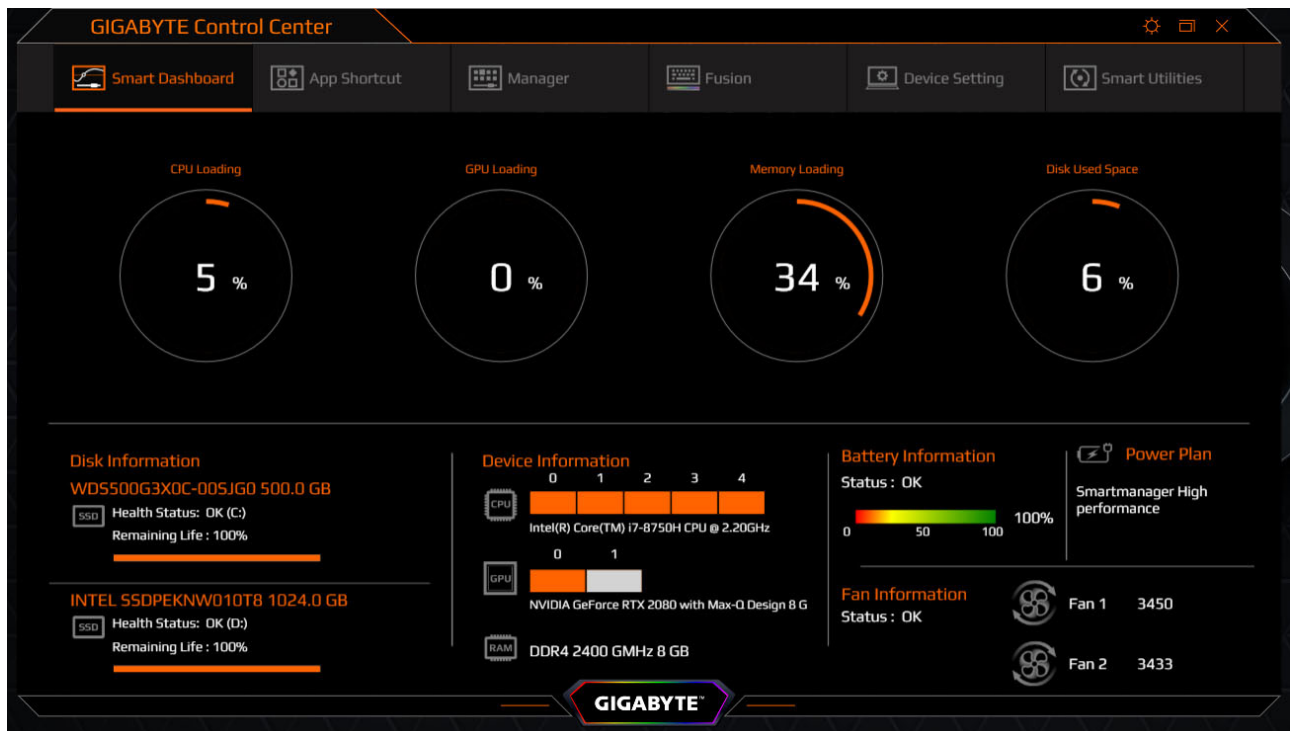 GIGABYTE Control Center
Smart Dashboard
App Shortcut
Manager
Fusion
Device Setting
Smart Utilities
CPU Loading
5 %
GPU Loading
0 %
Memory Loading
34 %
Disk Used Space
6 %
Disk Information
WDS500G3X0C-00SJG0 500.0 GB
SSD
Health Status: OK (C:)
Remaining Life : 100%
INTEL SSDPEKNW010T8 1024.0 GB
SSD
Health Status: OK (D:)
Remaining Life : 100%
Device Information
0 1 2 3 4
CPU
Intel(R) Core(TM) i7-8750H CPU @ 2.20GHz
0 1
GPU
NVIDIA GeForce RTX 2080 with Max-Q Design 8 G
RAM
DDR4 2400 GMHz 8 GB
Battery Information
Status : OK
100%
0 50 100
Power Plan
Smartmanager High
performance
Fan Information
Status : OK
Fan 1 3450
Fan 2 3433
GIGABYTE™